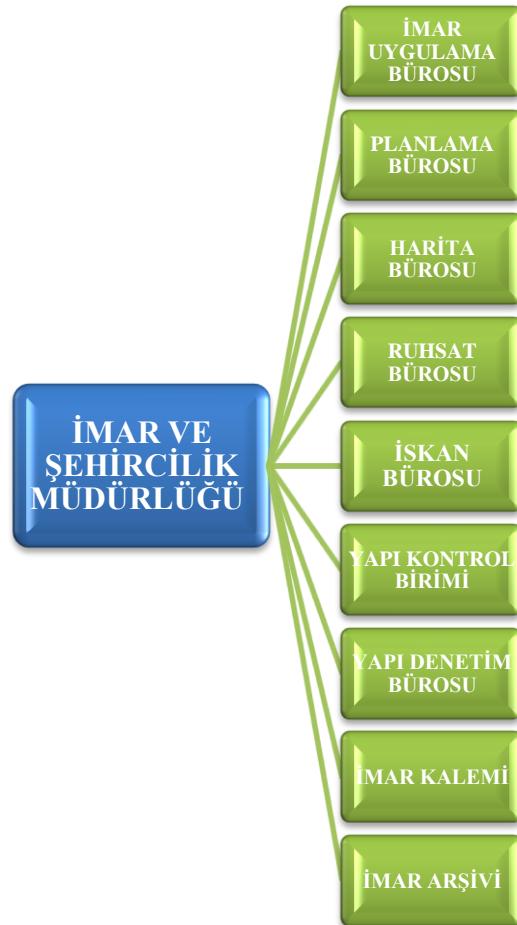 İMAR VE
ŞEHİRCİLİK
MÜDÜRLÜĞÜ
İMAR
UYGULAMA
BÜROSU
PLANLAMA
BÜROSU
HARİTA
BÜROSU
RUHSAT
BÜROSU
İSKAN
BÜROSU
YAPI KONTROL
BİRİMİ
YAPI DENETİM
BÜROSU
İMAR KALEMİ
İMAR ARŞİVİ